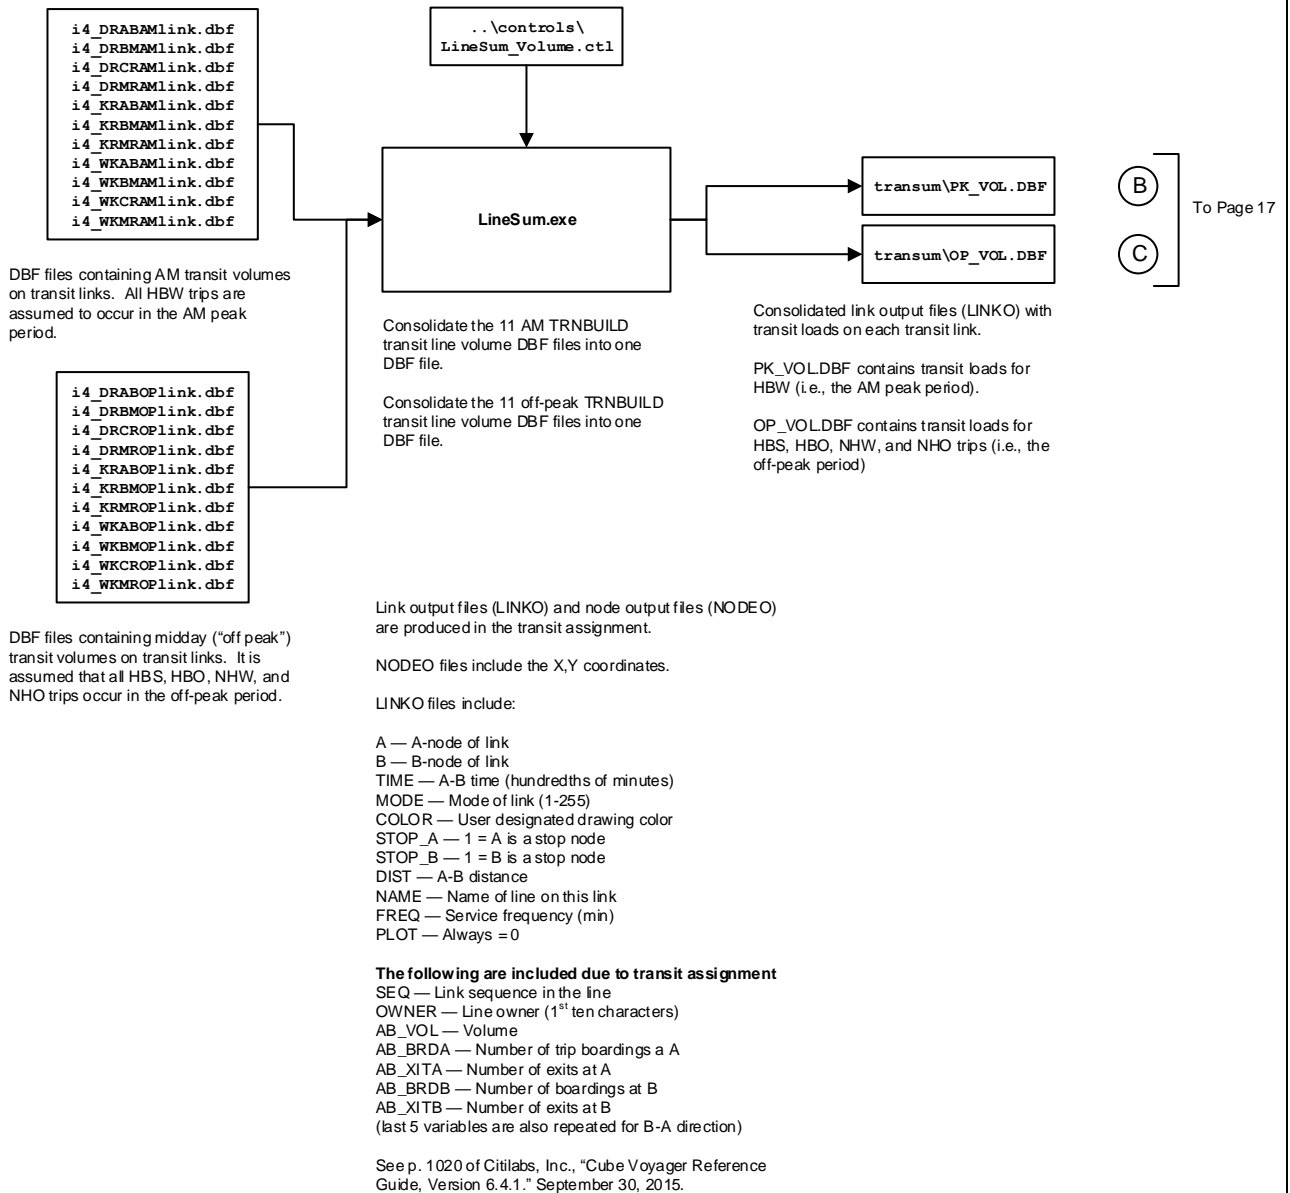 i4_DRABAMlink.dbf
i4_DRBMAMlink.dbf
i4_DRCRAMlink.dbf
i4_DRMRAMlink.dbf
i4_KRABAMlink.dbf
i4_KRBMAMlink.dbf
i4_KRMRAMlink.dbf
i4_WKABAMlink.dbf
i4_WKBMAMlink.dbf
i4_WKCRAMlink.dbf
i4_WKMRAMlink.dbf
DBF files containing AM transit volumes
on transit links. All HBW trips are
assumed to occur in the AM peak
period.
i4_DRABOPlink.dbf
i4_DRBMOPlink.dbf
i4_DRCROPlink.dbf
i4_DRMROPlink.dbf
i4_KRABOPlink.dbf
i4_KRBMOPlink.dbf
i4_KRMROPlink.dbf
i4_WKABOPlink.dbf
i4_WKBMOPlink.dbf
i4_WKCROPlink.dbf
i4_WKMROPlink.dbf
DBF files containing midday (“off peak”)
transit volumes on transit links. It is
assumed that all HBS, HBO, NHW, and
NHO trips occur in the off-peak period.
..\controls\
LineSum_Volume.ctl
LineSum.exe
Consolidate the 11 AM TRNBUILD
transit line volume DBF files into one
DBF file.
Consolidate the 11 off-peak TRNBUILD
transit line volume DBF files into one
DBF file.
transum\PK_VOL.DBF
transum\OP_VOL.DBF
B
C
To Page 17
Consolidated link output files (LINKO) with
transit loads on each transit link.
PK_VOL.DBF contains transit loads for
HBW (i.e., the AM peak period).
OP_VOL.DBF contains transit loads for
HBS, HBO, NHW, and NHO trips (i.e., the
off-peak period)
Link output files (LINKO) and node output files (NODEO)
are produced in the transit assignment.
NODEO files include the X,Y coordinates.
LINKO files include:
A — A-node of link
B — B-node of link
TIME — A-B time (hundredths of minutes)
MODE — Mode of link (1-255)
COLOR — User designated drawing color
STOP_A — 1 = A is a stop node
STOP_B — 1 = B is a stop node
DIST — A-B distance
NAME — Name of line on this link
FREQ — Service frequency (min)
PLOT — Always = 0
The following are included due to transit assignment
SEQ — Link sequence in the line
OWNER — Line owner (1st ten characters)
AB_VOL — Volume
AB_BRDA — Number of trip boardings a A
AB_XITA — Number of exits at A
AB_BRDB — Number of boardings at B
AB_XITB — Number of exits at B
(last 5 variables are also repeated for B-A direction)
See p. 1020 of Citilabs, Inc., “Cube Voyager Reference
Guide, Version 6.4.1.” September 30, 2015.